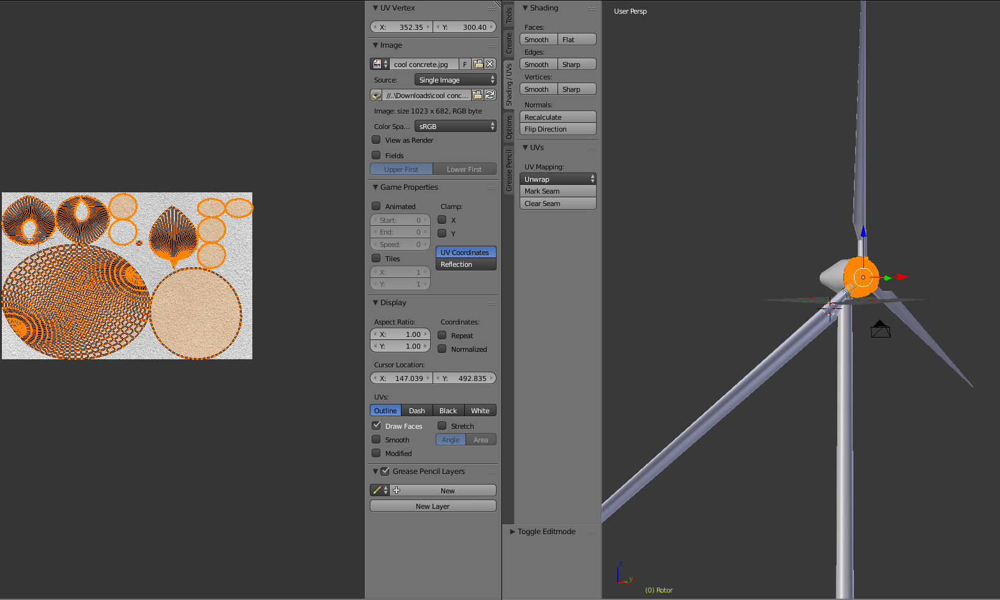 UV Vertex
X: 352.35 Y: 300.40
Image
cool concrete.jpg F
Source: Single Image
//..\Downloads\cool conc...
Image: size 1023 x 682, RGB byte
Color Spa... sRGB
View as Render
Fields
Upper First Lower First
Game Properties
Animated Clamp:
Start: 0 X
End: 0 Y
Speed: 0
Tiles UV Coordinates
X: 1 Reflection
Y: 1
Display
Aspect Ratio: Coordinates:
X: 1.00 Repeat
Y: 1.00 Normalized
Cursor Location:
X: 147.039 Y: 492.835
UVs:
Outline Dash Black White
Draw Faces Stretch
Smooth Angle Area
Modified
Grease Pencil Layers
New
New Layer
Tools
Create
Shading / UVs
Options
Grease Pencil
Shading
Faces:
Smooth Flat
Edges:
Smooth Sharp
Vertices:
Smooth Sharp
Normals:
Recalculate
Flip Direction
UVs
UV Mapping:
Unwrap
Mark Seam
Clear Seam
Toggle Editmode
User Persp
z
y
(0) Rotor